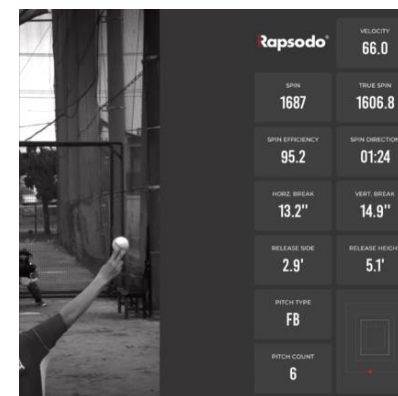 Rapsodo®
VELOCITY
66.0
SPIN
1687
TRUE SPIN
1606.8
SPIN EFFICIENCY
95.2
SPIN DIRECTION
01:24
HORZ. BREAK
13.2"
VERT. BREAK
14.9"
RELEASE SIDE
2.9'
RELEASE HEIGH
5.1'
PITCH TYPE
FB
PITCH COUNT
6